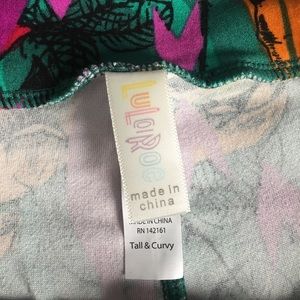 LuLaRoe
made in
china
MADE IN CHINA
RN 142161
Tall & Curvy